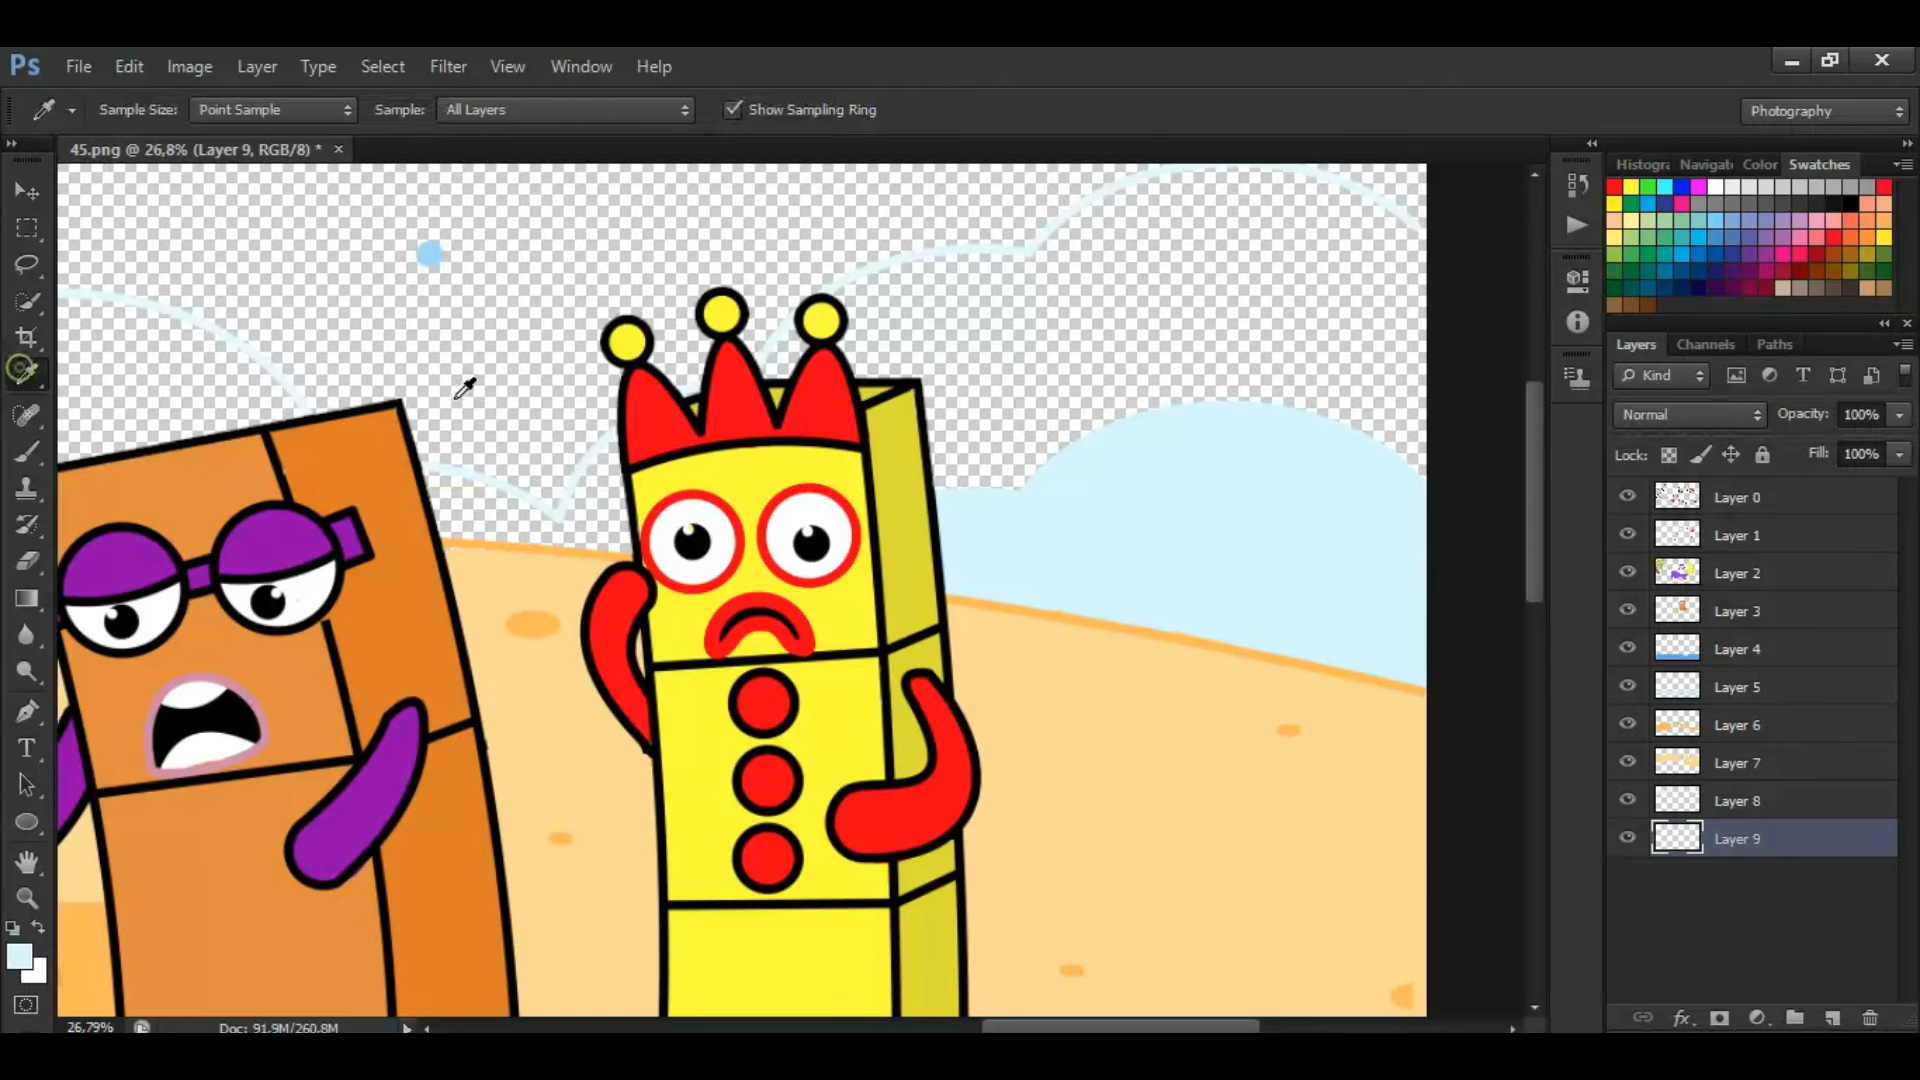 Ps File Edit Image Layer Type Select Filter View Window Help
Sample Size: Point Sample Sample: All Layers Show Sampling Ring Photography
45.png @ 26,8% (Layer 9, RGB/8) * ×
Histogr Navigat Color Swatches
Layers Channels Paths
Kind
Normal Opacity: 100%
Lock: Fill: 100%
Layer 0
Layer 1
Layer 2
Layer 3
Layer 4
Layer 5
Layer 6
Layer 7
Layer 8
Layer 9
26,79% Doc: 91,9M/260,8M